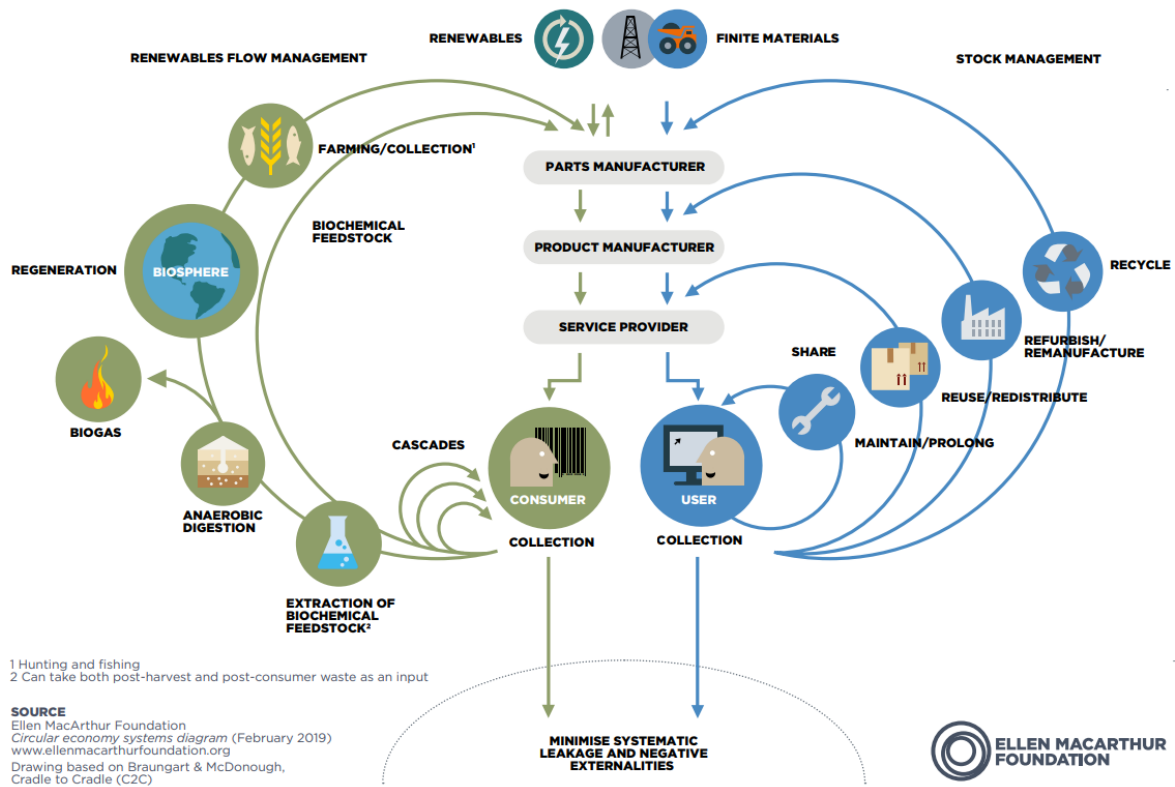 RENEWABLES
FINITE MATERIALS
RENEWABLES FLOW MANAGEMENT
STOCK MANAGEMENT
FARMING/COLLECTION¹
PARTS MANUFACTURER
BIOCHEMICAL
FEEDSTOCK
PRODUCT MANUFACTURER
REGENERATION
BIOSPHERE
RECYCLE
SERVICE PROVIDER
SHARE
REFURBISH/
REMANUFACTURE
REUSE/REDISTRIBUTE
BIOGAS
CASCADES
MAINTAIN/PROLONG
CONSUMER
USER
ANAEROBIC
DIGESTION
COLLECTION
COLLECTION
EXTRACTION OF
BIOCHEMICAL
FEEDSTOCK²
1 Hunting and fishing
2 Can take both post-harvest and post-consumer waste as an input
SOURCE
Ellen MacArthur Foundation
Circular economy systems diagram (February 2019)
www.ellenmacarthurfoundation.org
Drawing based on Braungart & McDonough,
Cradle to Cradle (C2C)
MINIMISE SYSTEMATIC
LEAKAGE AND NEGATIVE
EXTERNALITIES
ELLEN MACARTHUR
FOUNDATION